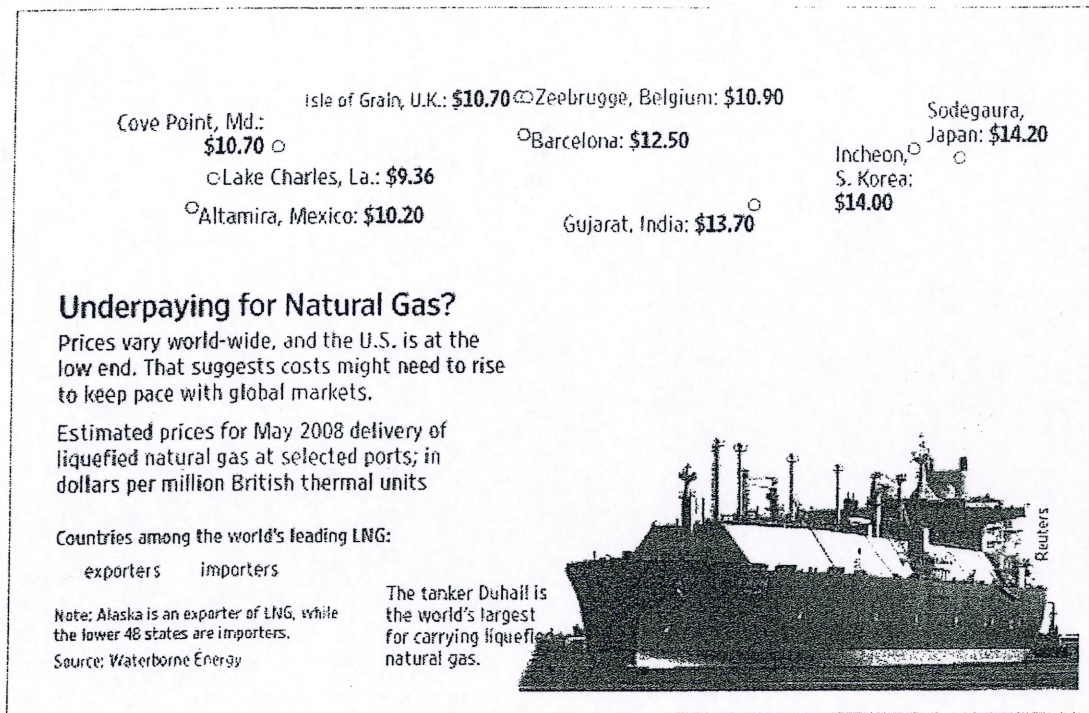 Isle of Grain, U.K.: $10.70 Zeebrugge, Belgium: $10.90
Cove Point, Md.:
$10.70
Barcelona: $12.50
Sodegaura,
Japan: $14.20
Incheon,
S. Korea:
$14.00
Lake Charles, La.: $9.36
Altamira, Mexico: $10.20
Gujarat, India: $13.70
Underpaying for Natural Gas?
Prices vary world-wide, and the U.S. is at the
low end. That suggests costs might need to rise
to keep pace with global markets.
Estimated prices for May 2008 delivery of
liquefied natural gas at selected ports; in
dollars per million British thermal units
Countries among the world's leading LNG:
exporters importers
Note: Alaska is an exporter of LNG, while
the lower 48 states are importers.
Source: Waterborne Energy
The tanker Duhail is
the world's largest
for carrying liquefied
natural gas.
Reuters